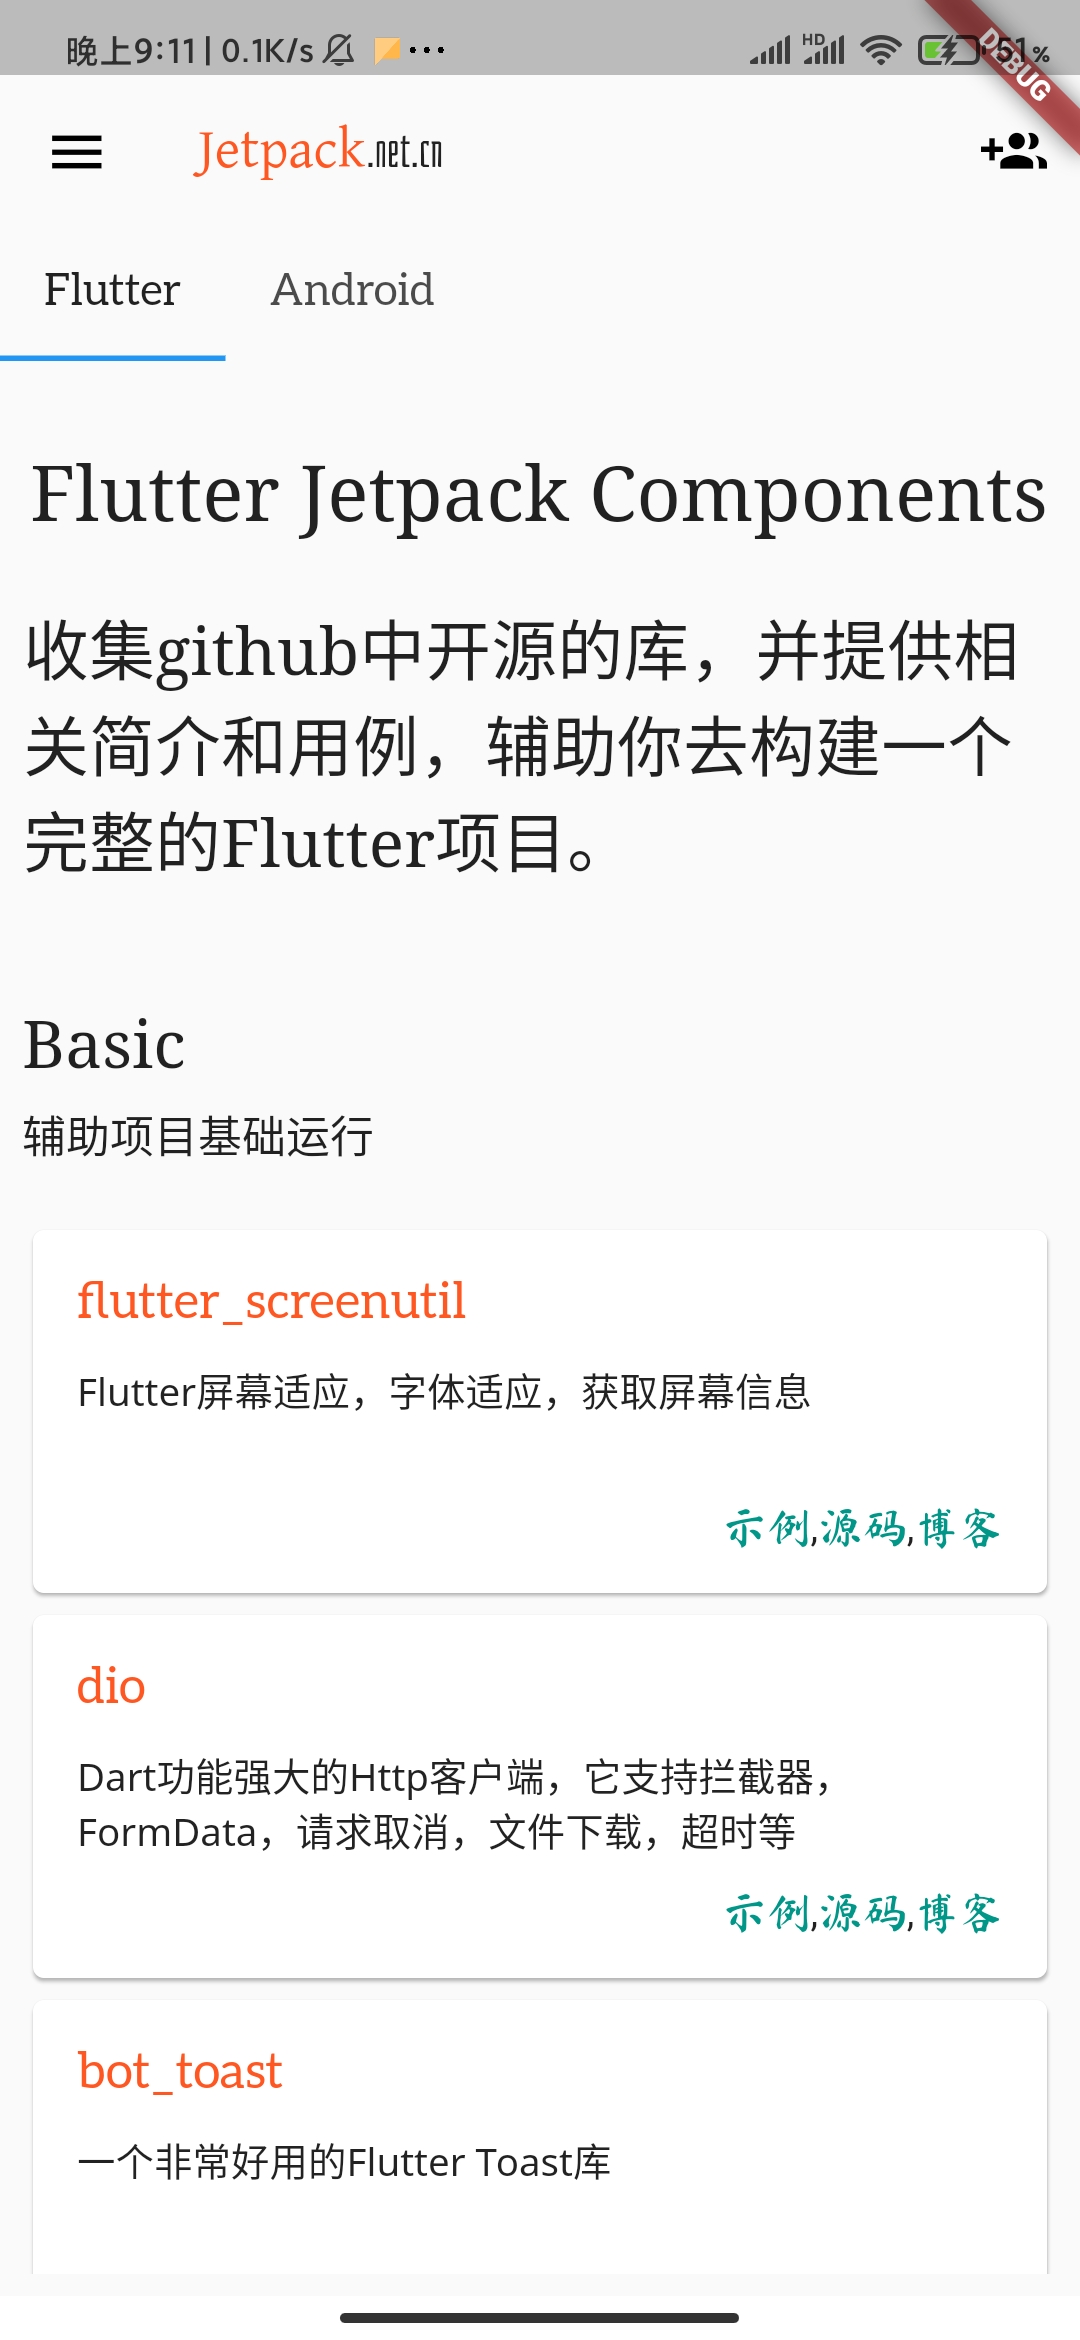 晚上9:11 | 0.1K/s
HD
51%
DEBUG
Jetpack.net.cn
Flutter
Android
Flutter Jetpack Components
收集github中开源的库，并提供相
关简介和用例，辅助你去构建一个
完整的Flutter项目。
Basic
辅助项目基础运行
flutter_screenutil
Flutter屏幕适应，字体适应，获取屏幕信息
示例,源码,博客
dio
Dart功能强大的Http客户端，它支持拦截器，
FormData，请求取消，文件下载，超时等
示例,源码,博客
bot_toast
一个非常好用的Flutter Toast库